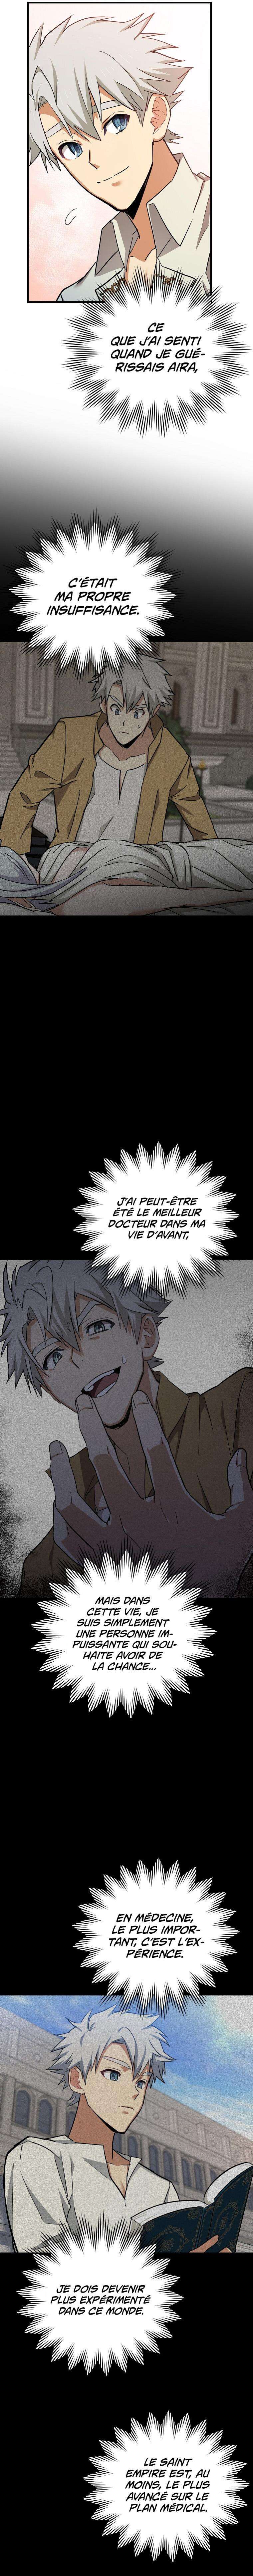 CE
QUE J'AI SENTI
QUAND JE GUÉ-
RISSAIS AIRA,
C'ÉTAIT
MA PROPRE
INSUFFISANCE.
J'AI PEUT-ÊTRE
ÉTÉ LE MEILLEUR
DOCTEUR DANS MA
VIE D'AVANT,
MAIS DANS
CETTE VIE, JE
SUIS SIMPLEMENT
UNE PERSONNE IM-
PUISSANTE QUI SOU-
HAITE AVOIR DE
LA CHANCE...
EN MÉDECINE,
LE PLUS IMPOR-
TANT, C'EST L'EX-
PÉRIENCE.
JE DOIS DEVENIR
PLUS EXPÉRIMENTÉ
DANS CE MONDE.
LE SAINT
EMPIRE EST, AU
MOINS, LE PLUS
AVANCÉ SUR LE
PLAN MÉDICAL.